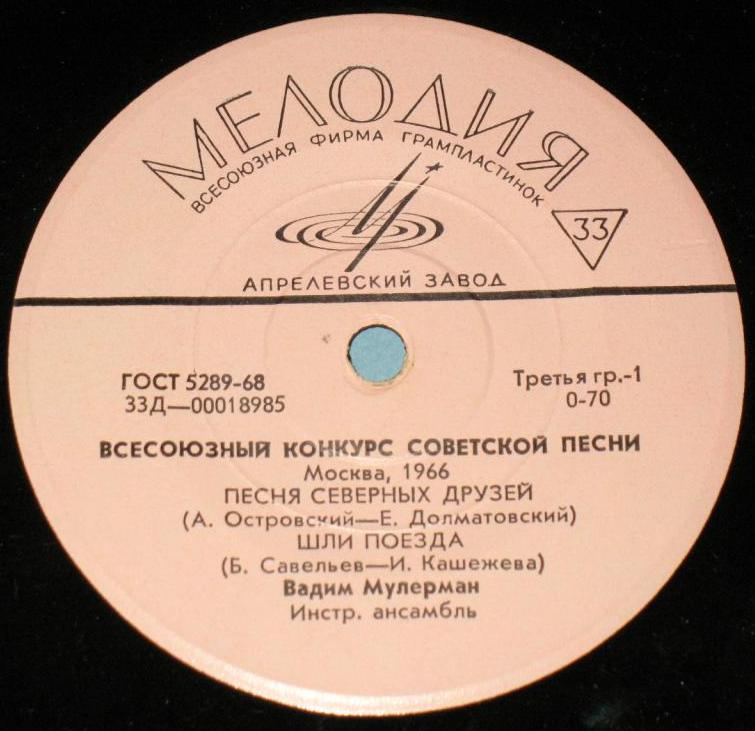 МЕЛОДИЯ
ВСЕСОЮЗНАЯ ФИРМА ГРАМПЛАСТИНОК
33
АПРЕЛЕВСКИЙ ЗАВОД
ГОСТ 5289-68
Третья гр.-1
33Д—00018985
0-70
ВСЕСОЮЗНЫЙ КОНКУРС СОВЕТСКОЙ ПЕСНИ
Москва, 1966
ПЕСНЯ СЕВЕРНЫХ ДРУЗЕЙ
(А. Островский—Е. Долматовский)
ШЛИ ПОЕЗДА
(Б. Савельев—И. Кашежева)
Вадим Мулерман
Инстр. ансамбль